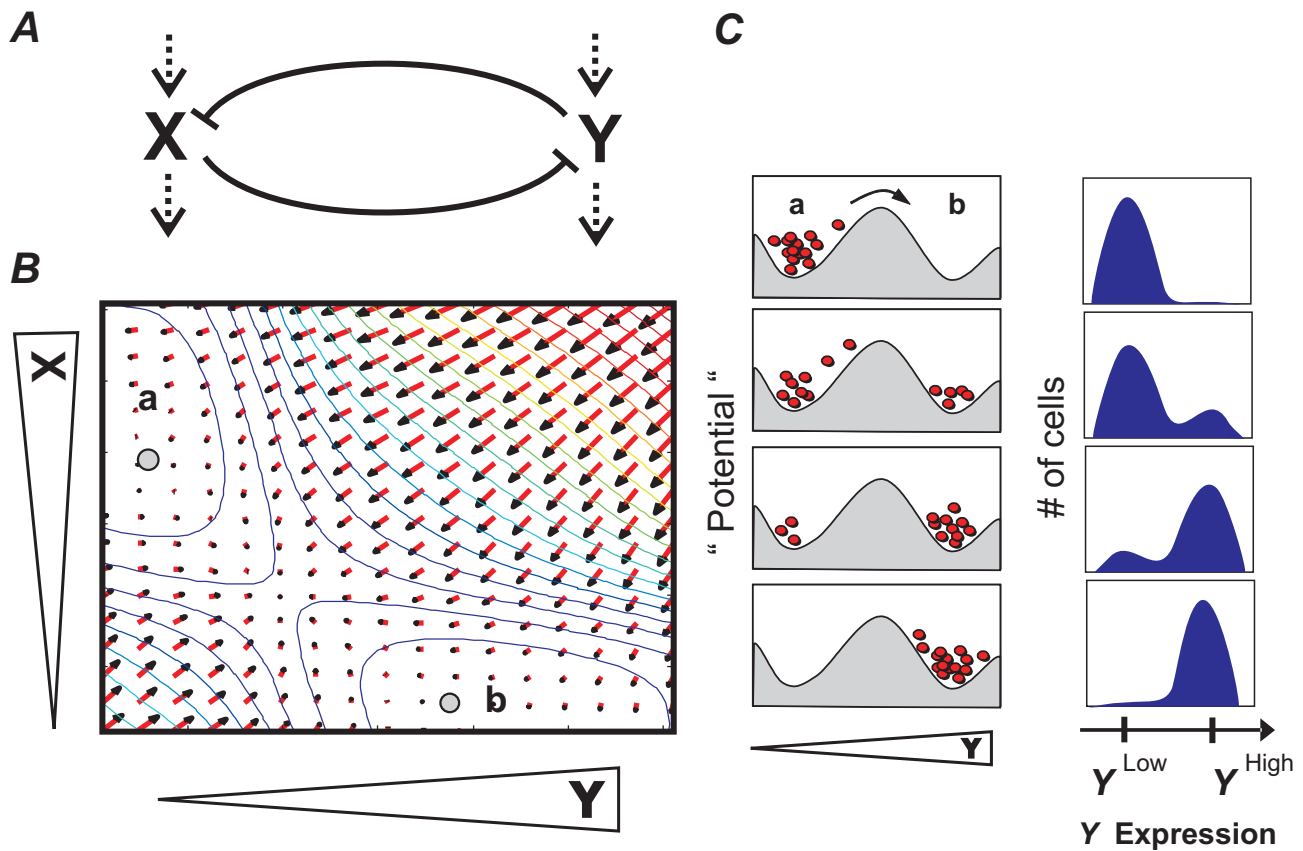 A
X
Y
B
X
a
b
Y
C
a
b
“ Potential “
Y
# of cells
Y Low
Y High
Y Expression